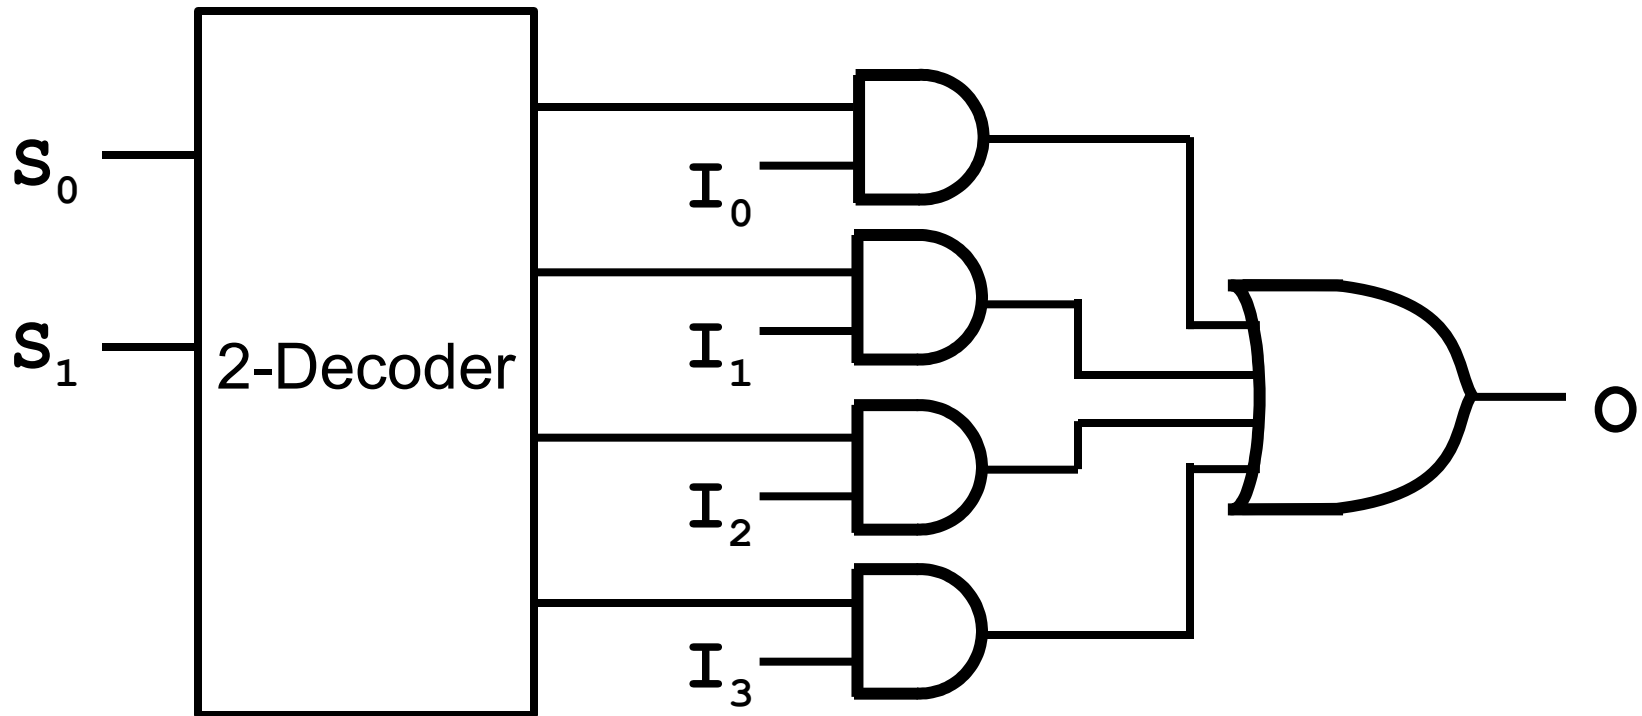 S₀
I₀
S₁
2-Decoder
I₁
O
I₂
I₃